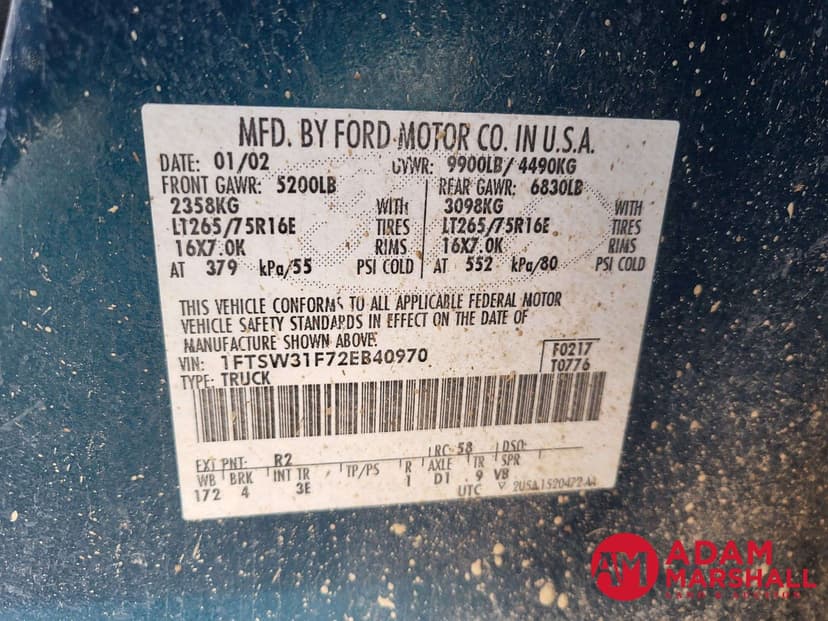 MFD. BY FORD MOTOR CO. IN U.S.A.
DATE: 01/02 GVWR: 9900LB/ 4490KG
FRONT GAWR: 5200LB REAR GAWR: 6830LB
2358KG WITH 3098KG WITH
LT265/75R16E TIRES LT265/75R16E TIRES
16X7.0K RIMS 16X7.0K RIMS
AT 379 kPa/55 PSI COLD AT 552 kPa/80 PSI COLD
THIS VEHICLE CONFORMS TO ALL APPLICABLE FEDERAL MOTOR
VEHICLE SAFETY STANDARDS IN EFFECT ON THE DATE OF
MANUFACTURE SHOWN ABOVE.
VIN: 1FTSW31F72EB40970 F0217
TYPE: TRUCK T0776
EXT PNT: R2 RC: 58 DSO:
WB BRK INT TR TP/PS R AXLE TR SPR
172 4 3E 1 D1 9 V8
UTC
AM ADAM
MARSHALL
LAND & AUCTION